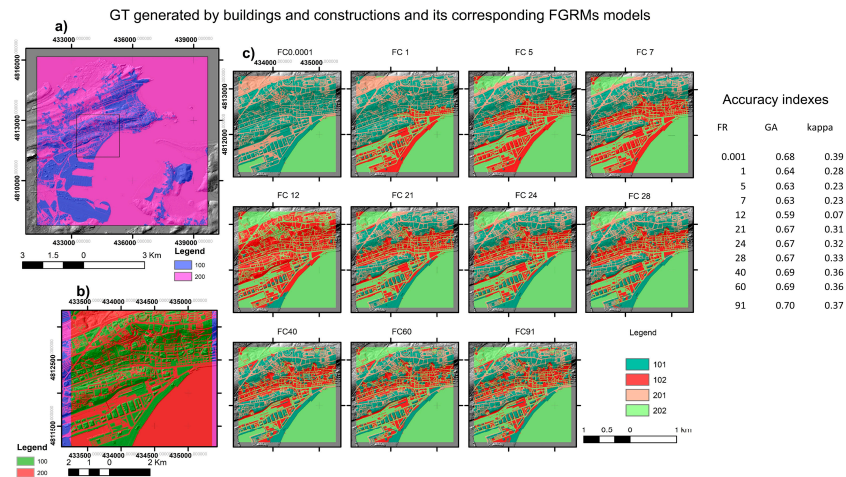 GT generated by buildings and constructions and its corresponding FGRMs models
a)
433000 436000 439000
4816000
4813000
4810000
433000 436000 439000
3 1.5 0 3 Km
Legend
100
200
b)
433500 434000 434500 435000
4812500
4811500
433500 434000 434500 435000
Legend
100
200
2 1 0 2 Km
c)
FC0.0001 FC 1 FC 5 FC 7
434000 435000
4813000
4812000
FC 12 FC 21 FC 24 FC 28
FC40 FC60 FC91
Legend
101
102
201
202
1 0.5 0 1 km
Accuracy indexes
FR GA kappa
0.001 0.68 0.39
1 0.64 0.28
5 0.63 0.23
7 0.63 0.23
12 0.59 0.07
21 0.67 0.31
24 0.67 0.32
28 0.67 0.33
40 0.69 0.36
60 0.69 0.36
91 0.70 0.37